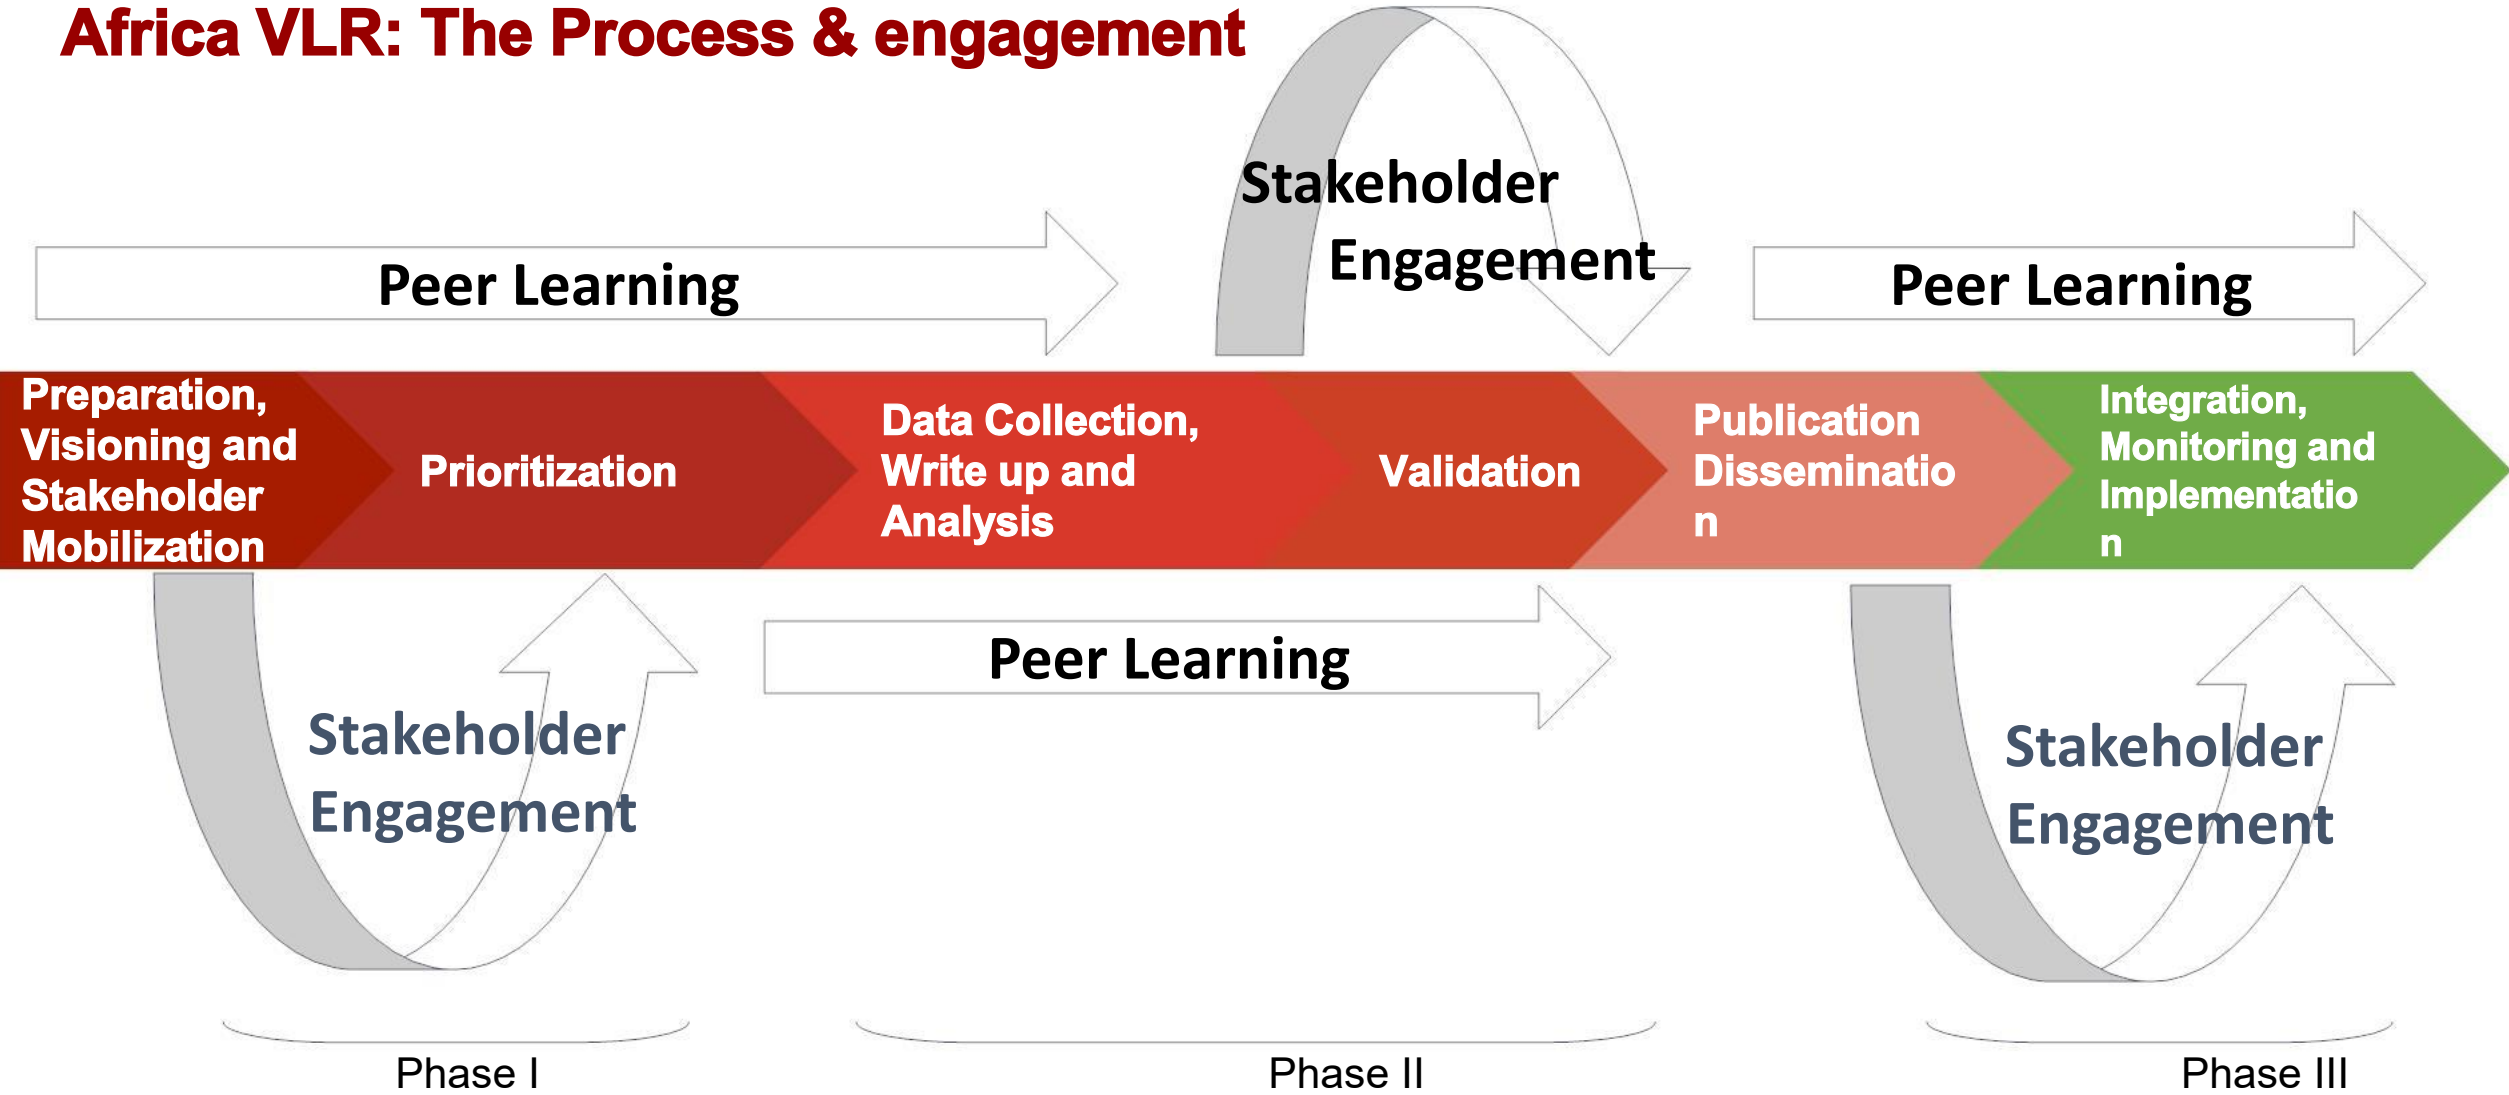 Africa VLR: The Process & engagement
Stakeholder
Engagement
Peer Learning
Peer Learning
Preparation,
Visioning and
Stakeholder
Mobilization
Prioritization
Data Collection,
Write up and
Analysis
Validation
Publication
Disseminatio
n
Integration,
Monitoring and
Implementatio
n
Peer Learning
Stakeholder
Engagement
Stakeholder
Engagement
Phase I
Phase II
Phase III